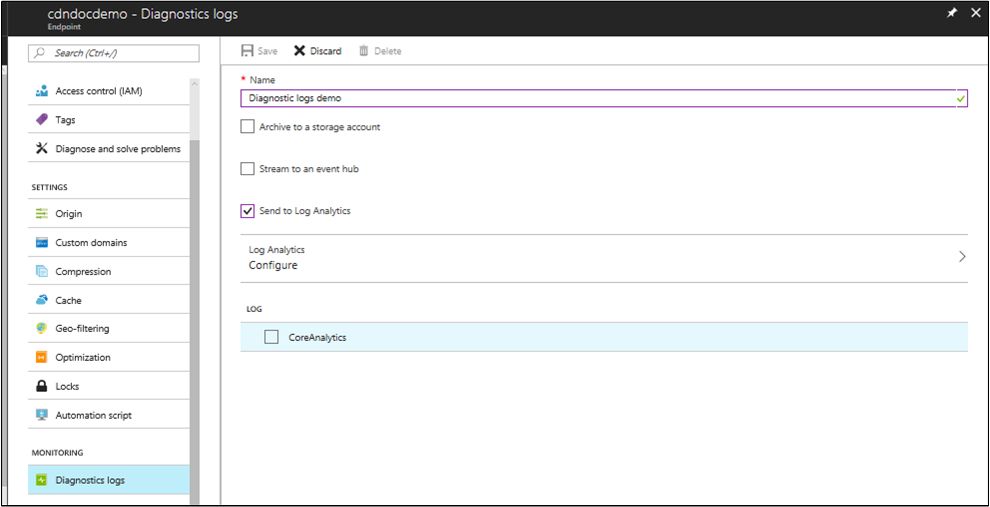 cdndocdemo - Diagnostics logs
Endpoint
Search (Ctrl+/)
Access control (IAM)
Tags
Diagnose and solve problems
SETTINGS
Origin
Custom domains
Compression
Cache
Geo-filtering
Optimization
Locks
Automation script
MONITORING
Diagnostics logs
Save Discard Delete
* Name
Diagnostic logs demo
Archive to a storage account
Stream to an event hub
Send to Log Analytics
Log Analytics
Configure
LOG
CoreAnalytics